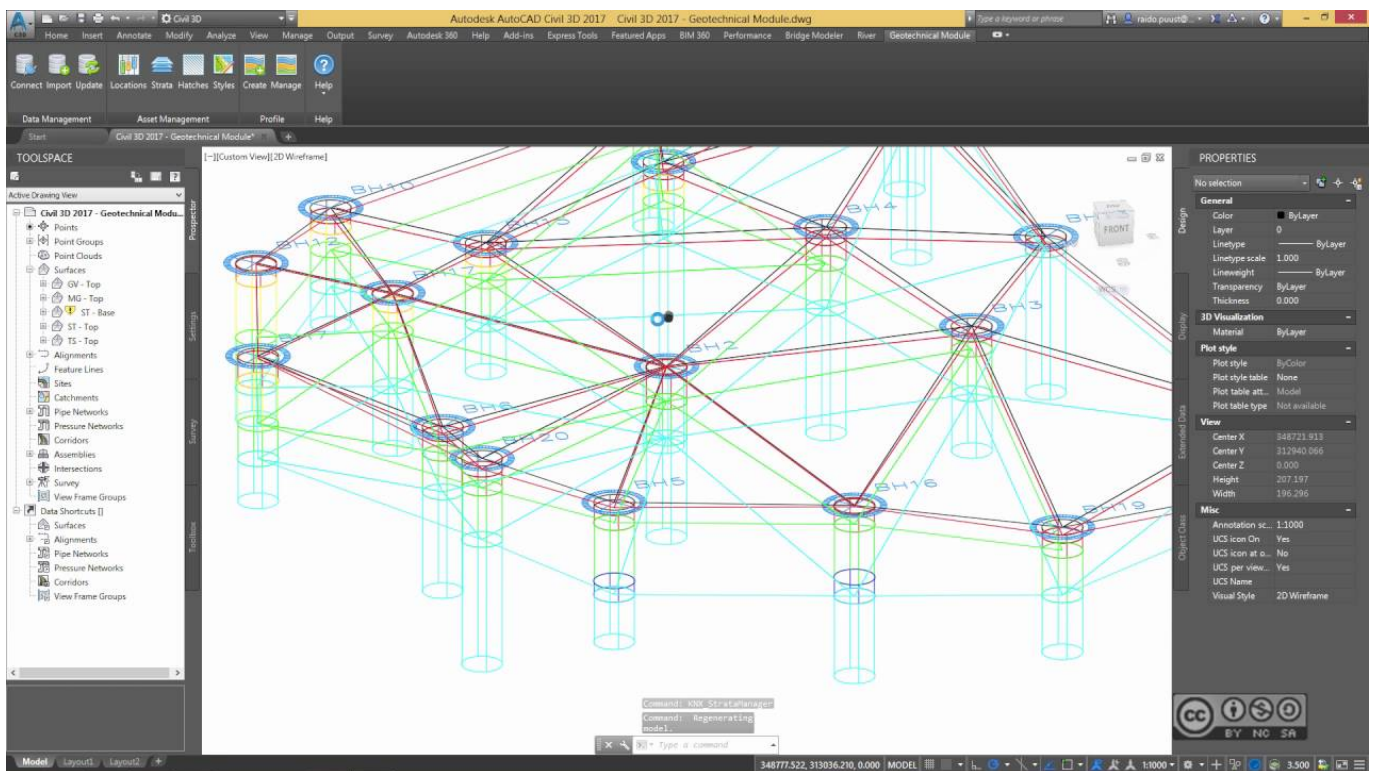 Civil 3D
Autodesk AutoCAD Civil 3D 2017 Civil 3D 2017 - Geotechnical Module.dwg
Type a keyword or phrase
raido.puust@...
Home Insert Annotate Modify Analyze View Manage Output Survey Autodesk 360 Help Add-ins Express Tools Featured Apps BIM 360 Performance Bridge Modeler River Geotechnical Module
Connect Import Update Locations Strata Hatches Styles Create Manage Help
Data Management Asset Management Profile Help
Start Civil 3D 2017 - Geotechnical Module*
TOOLSPACE
Active Drawing View
Civil 3D 2017 - Geotechnical Modu...
Points
Point Groups
Point Clouds
Surfaces
GV - Top
MG - Top
ST - Base
ST - Top
TS - Top
Alignments
Feature Lines
Sites
Catchments
Pipe Networks
Pressure Networks
Corridors
Assemblies
Intersections
Survey
View Frame Groups
Data Shortcuts []
Surfaces
Alignments
Pipe Networks
Pressure Networks
Corridors
View Frame Groups
Prospector
Settings
Survey
Toolbox
[-][Custom View][2D Wireframe]
BH10
BH4
BH12
BH3
BH2
BH6
BH20
BH5
BH16
BH19
FRONT
WCS
Command: KNX_StrataManager
Command: Regenerating
model.
Type a command
PROPERTIES
No selection
General
Color ByLayer
Layer 0
Linetype ByLayer
Linetype scale 1.000
Lineweight ByLayer
Transparency ByLayer
Thickness 0.000
3D Visualization
Material ByLayer
Plot style
Plot style ByColor
Plot style table None
Plot table att... Model
Plot table type Not available
View
Center X 348721.913
Center Y 312940.066
Center Z 0.000
Height 207.197
Width 196.296
Misc
Annotation sc... 1:1000
UCS icon On Yes
UCS icon at o... No
UCS per view... Yes
UCS Name
Visual Style 2D Wireframe
Design
Display
Extended Data
Object Class
cc
BY NC SA
Model Layout1 Layout2 +
348777.522, 313036.210, 0.000 MODEL 1:1000 3.500